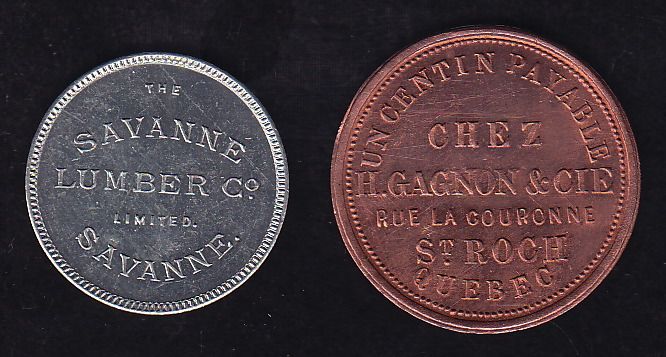 THE
SAVANNE
LUMBER Co.
LIMITED.
SAVANNE.
UN CENTIN PAYABLE
CHEZ
H. GAGNON & CIE
RUE LA COURONNE
ST ROCH
QUEBEC